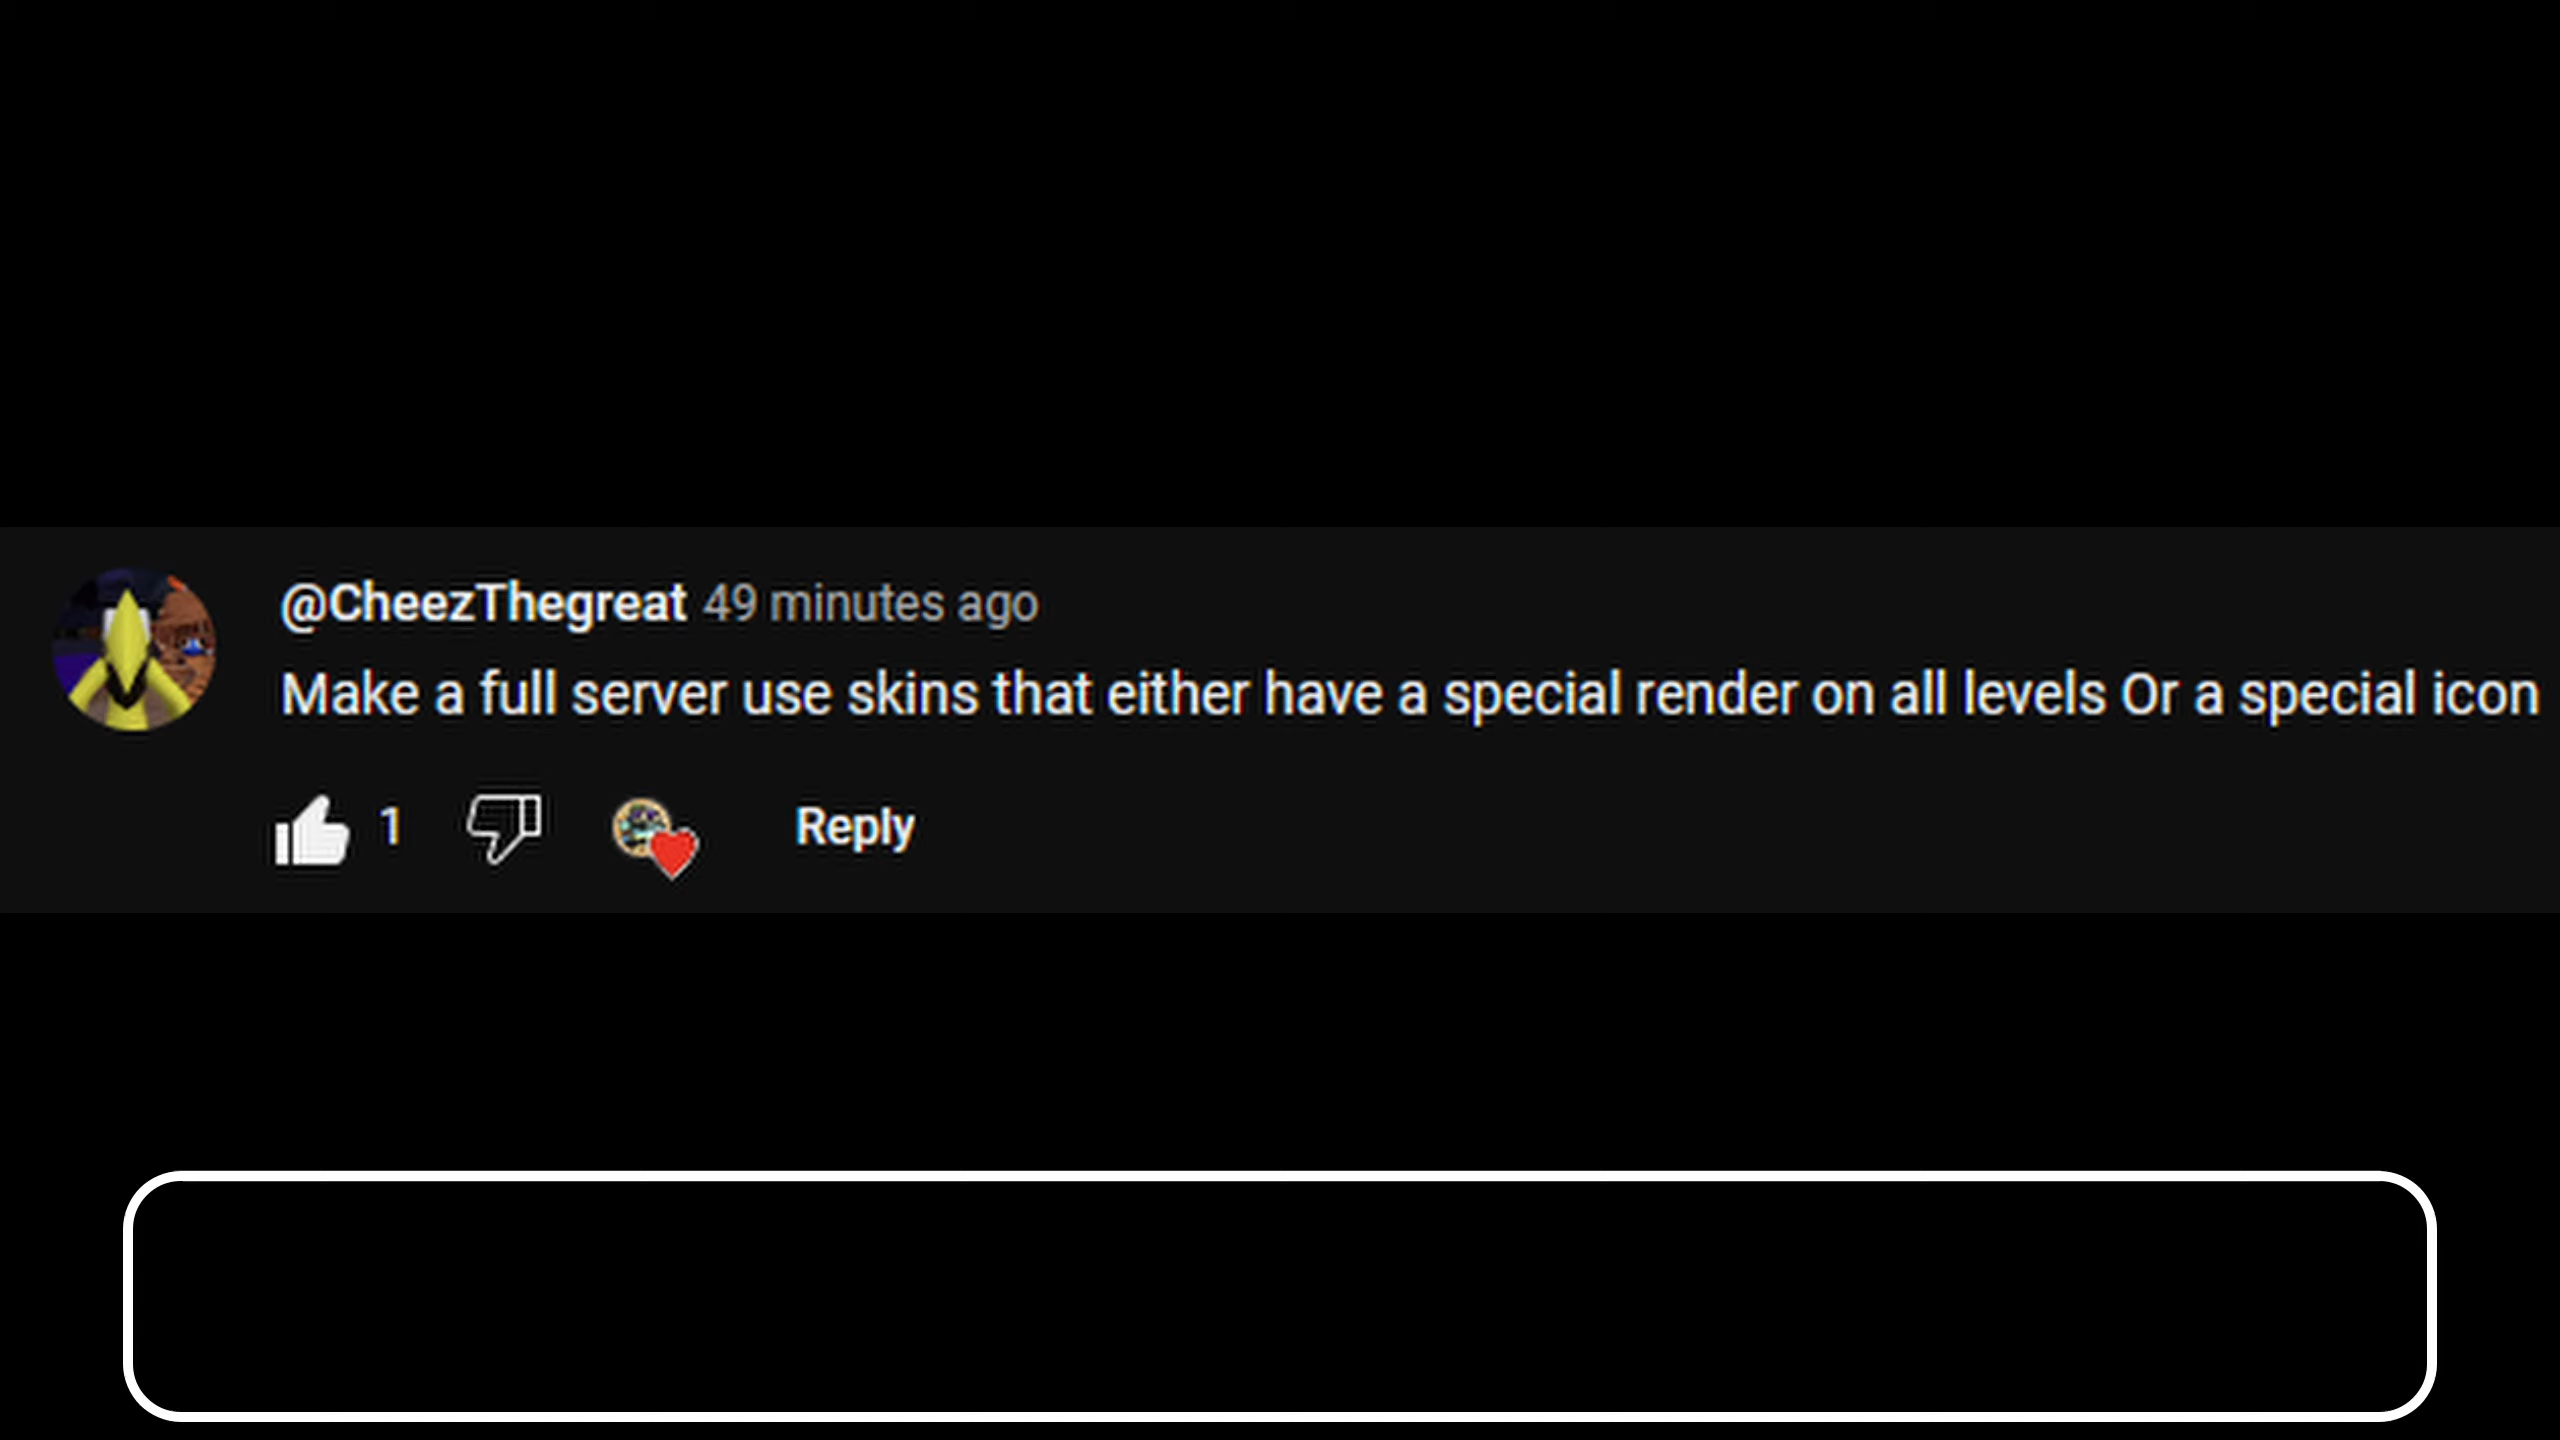 @CheezThegreat 49 minutes ago
Make a full server use skins that either have a special render on all levels Or a special icon
1 Reply